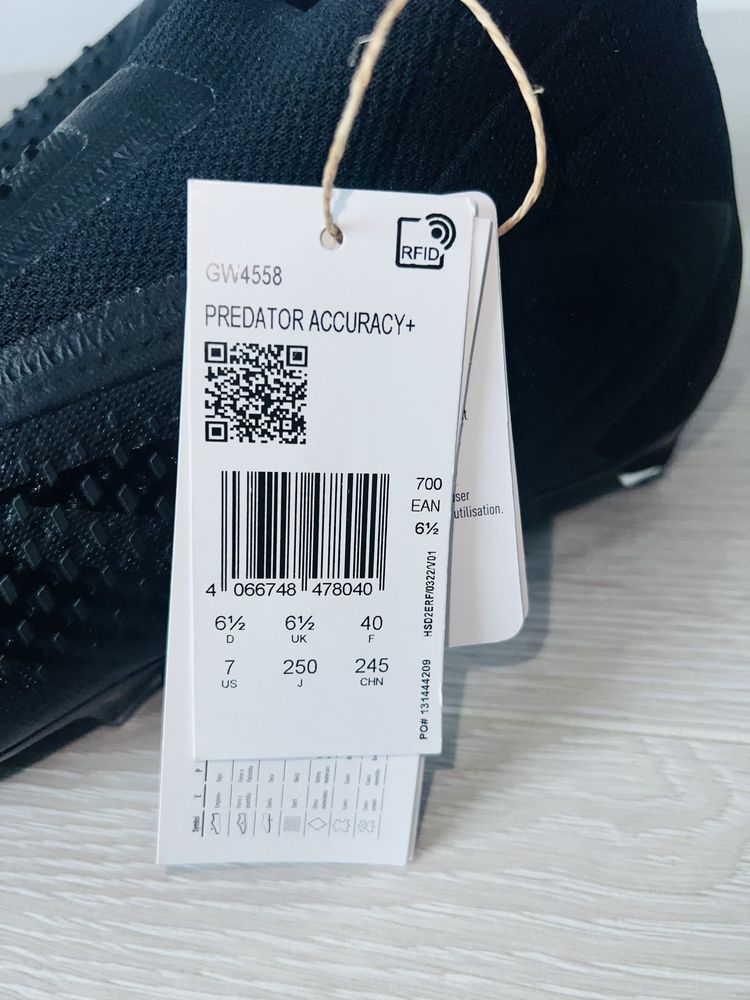 RFID
GW4558
PREDATOR ACCURACY+
700
EAN
6½
4 066748 478040
6½ 6½ 40
D UK F
7 250 245
US J CHN
HSD2ERF/0322/V01
PO# 131444209
utilisation.
E P
Symbol